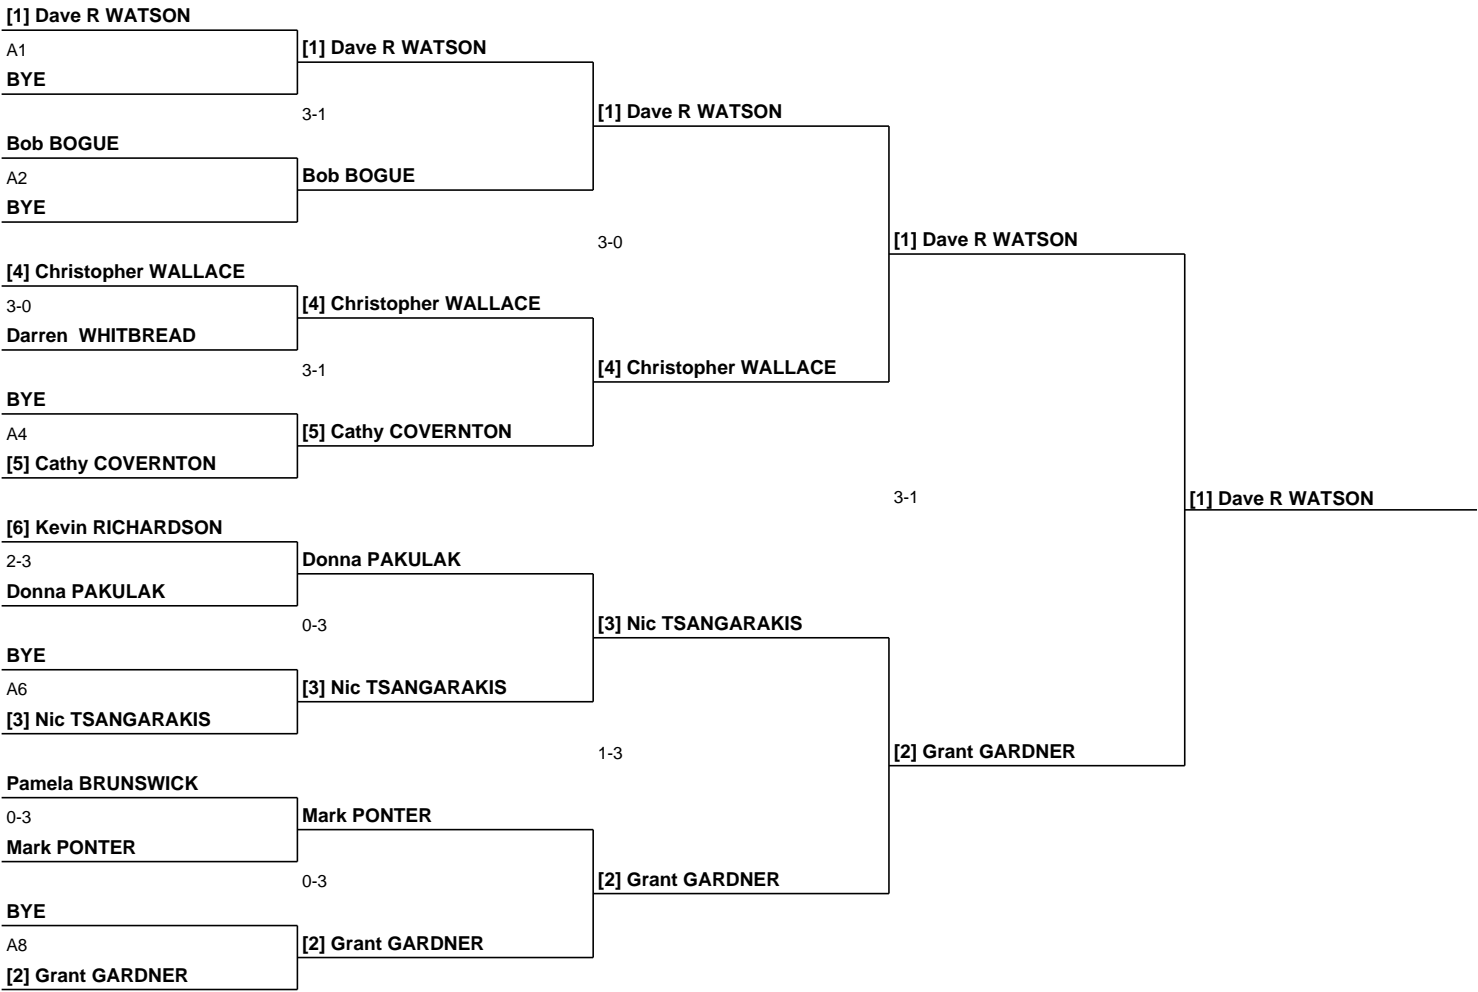 [1] Dave R WATSON
A1
BYE
Bob BOGUE
A2
BYE
[4] Christopher WALLACE
3-0
Darren  WHITBREAD
BYE
A4
[5] Cathy COVERNTON
[6] Kevin RICHARDSON
2-3
Donna PAKULAK
BYE
A6
[3] Nic TSANGARAKIS
Pamela BRUNSWICK
0-3
Mark PONTER
BYE
A8
[2] Grant GARDNER
[1] Dave R WATSON
3-1
Bob BOGUE
[4] Christopher WALLACE
3-1
[5] Cathy COVERNTON
Donna PAKULAK
0-3
[3] Nic TSANGARAKIS
Mark PONTER
0-3
[2] Grant GARDNER
[1] Dave R WATSON
3-0
[4] Christopher WALLACE
[3] Nic TSANGARAKIS
1-3
[2] Grant GARDNER
[1] Dave R WATSON
3-1
[2] Grant GARDNER
[1] Dave R WATSON